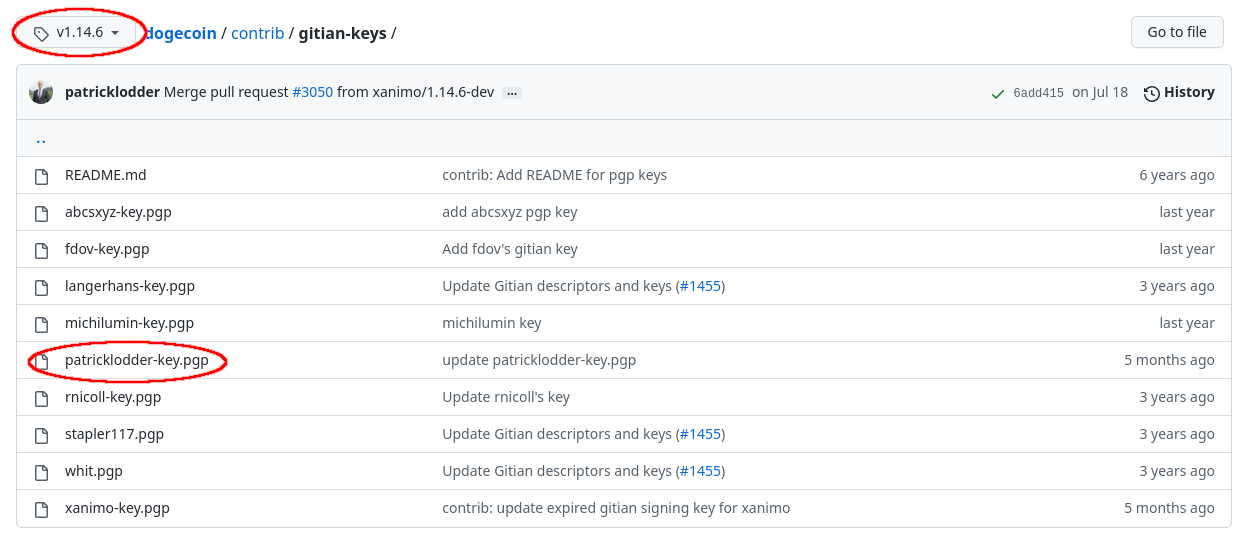 v1.14.6 dogecoin / contrib / gitian-keys / Go to file
patricklodder Merge pull request #3050 from xanimo/1.14.6-dev ... 6add415 on Jul 18 History
..
README.md contrib: Add README for pgp keys 6 years ago
abcsxyz-key.pgp add abcsxyz pgp key last year
fdov-key.pgp Add fdov's gitian key last year
langerhans-key.pgp Update Gitian descriptors and keys (#1455) 3 years ago
michilumin-key.pgp michilumin key last year
patricklodder-key.pgp update patricklodder-key.pgp 5 months ago
rnicoll-key.pgp Update rnicoll's key 3 years ago
stapler117.pgp Update Gitian descriptors and keys (#1455) 3 years ago
whit.pgp Update Gitian descriptors and keys (#1455) 3 years ago
xanimo-key.pgp contrib: update expired gitian signing key for xanimo 5 months ago